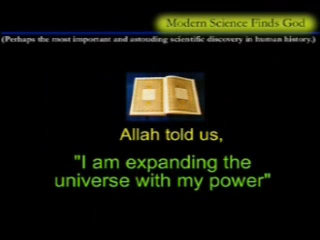 Modern Science Finds God
(Perhaps the most important and astouding scientific discovery in human history.)
Allah told us,
"I am expanding the
universe with my power"